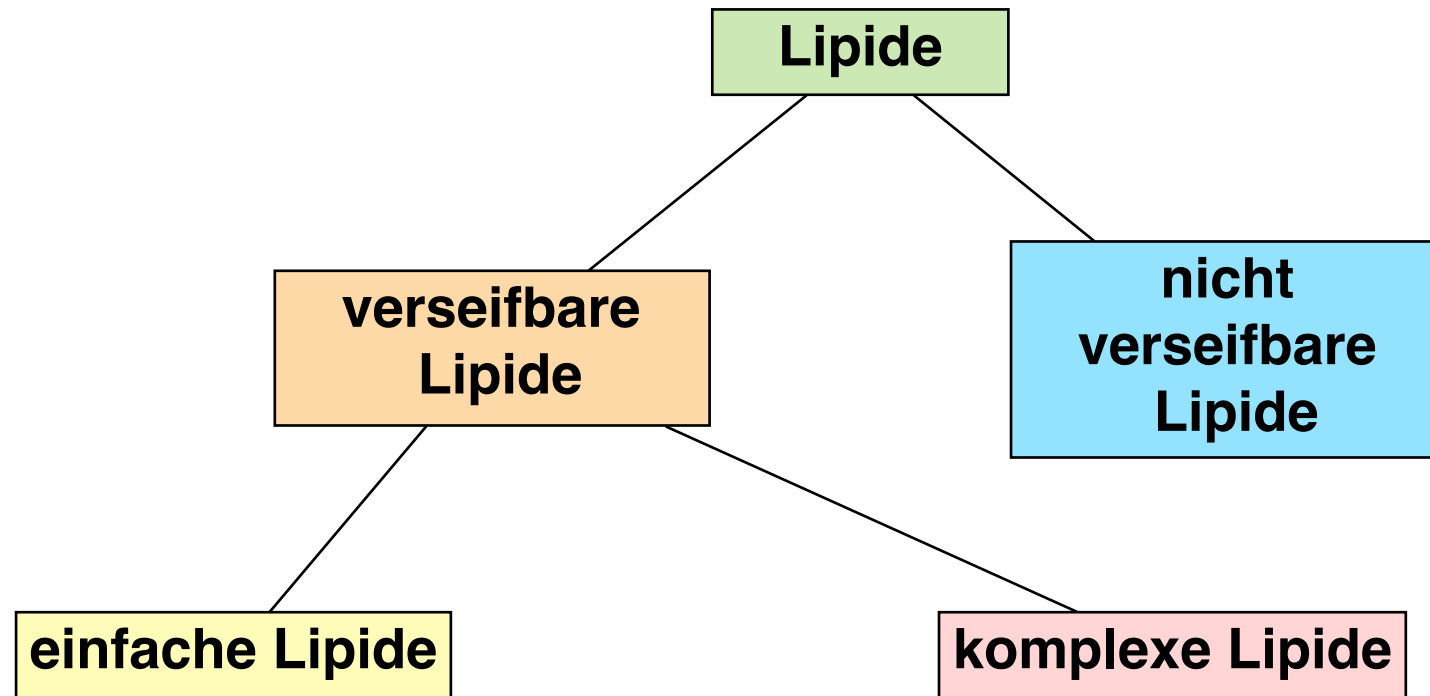 Lipide
verseifbare
Lipide
nicht
verseifbare
Lipide
einfache Lipide
komplexe Lipide